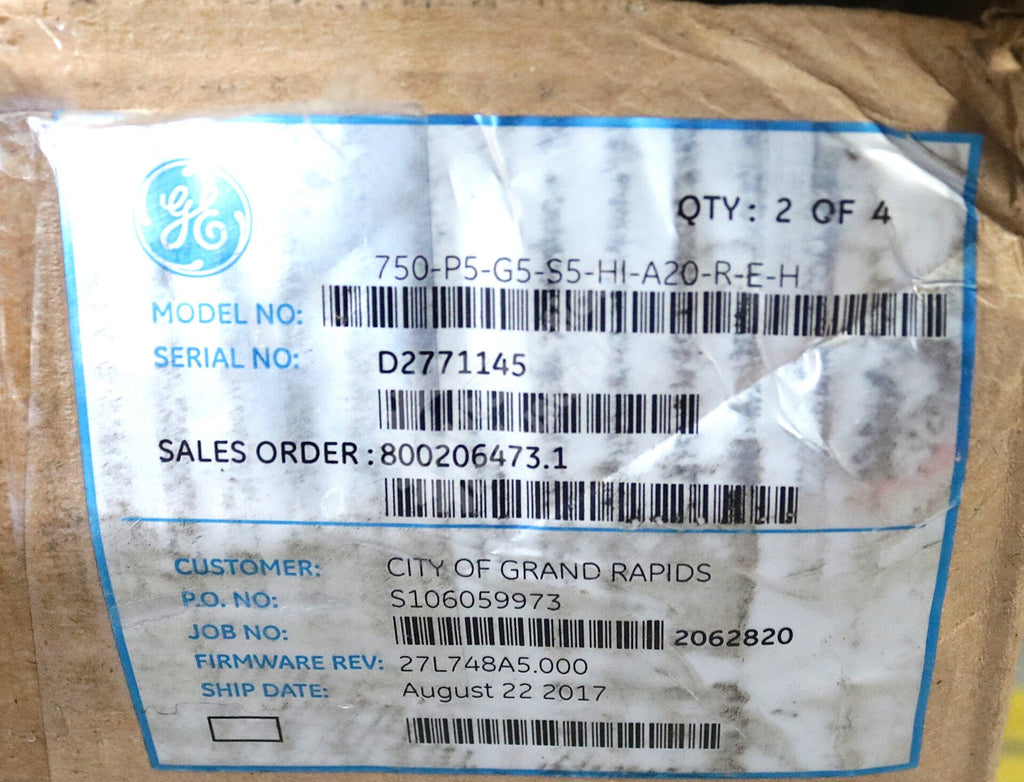 GE
QTY: 2 OF 4
750-P5-G5-S5-HI-A20-R-E-H
MODEL NO:
SERIAL NO: D2771145
SALES ORDER: 800206473.1
CUSTOMER: CITY OF GRAND RAPIDS
P.O. NO: S106059973
JOB NO: 2062820
FIRMWARE REV: 27L748A5.000
SHIP DATE: August 22 2017